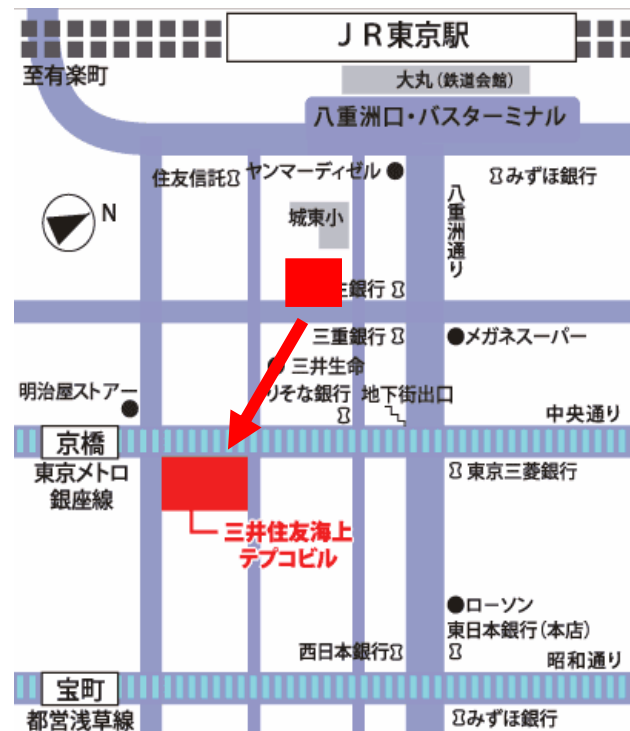 JR東京駅
至有楽町
大丸(鉄道会館)
八重洲口・バスターミナル
住友信託
ヤンマーディゼル
みずほ銀行
八重洲通り
N
城東小
銀行
三重銀行
メガネスーパー
三井生命
明治屋ストアー
りそな銀行
地下街出口
中央通り
京橋
東京メトロ
銀座線
東京三菱銀行
三井住友海上
テプコビル
ローソン
東日本銀行(本店)
西日本銀行
昭和通り
宝町
都営浅草線
みずほ銀行